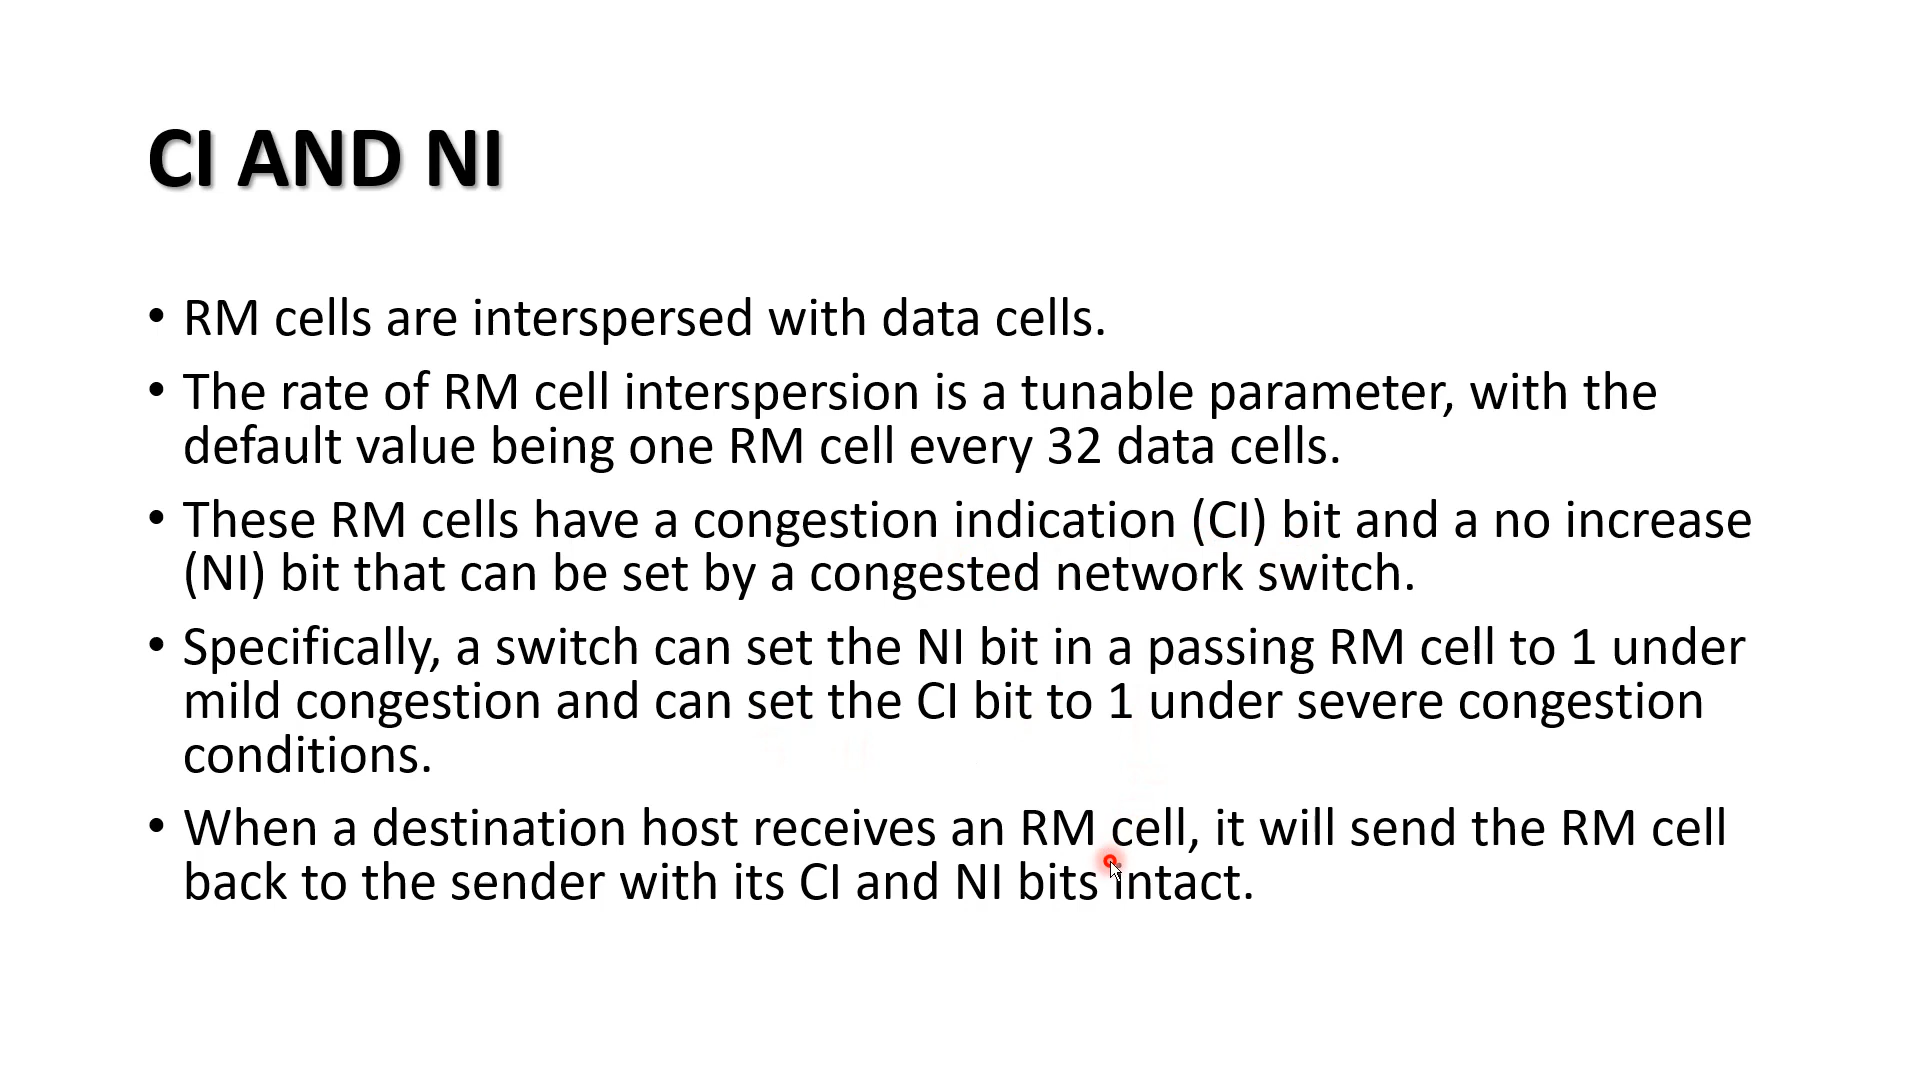 CI AND NI
• RM cells are interspersed with data cells.
• The rate of RM cell interspersion is a tunable parameter, with the
default value being one RM cell every 32 data cells.
• These RM cells have a congestion indication (CI) bit and a no increase
(NI) bit that can be set by a congested network switch.
• Specifically, a switch can set the NI bit in a passing RM cell to 1 under
mild congestion and can set the CI bit to 1 under severe congestion
conditions.
• When a destination host receives an RM cell, it will send the RM cell
back to the sender with its CI and NI bits intact.